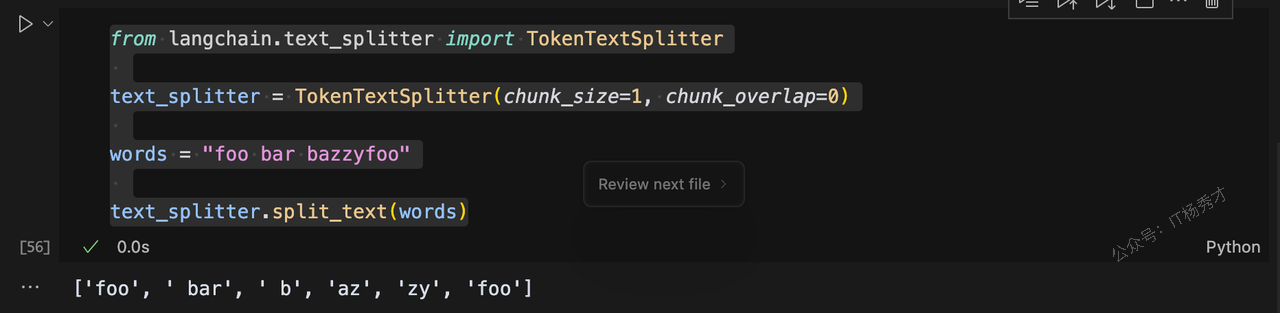 from langchain.text_splitter import TokenTextSplitter
text_splitter = TokenTextSplitter(chunk_size=1, chunk_overlap=0)
words = "foo bar bazzyfoo"
Review next file
text_splitter.split_text(words)
[56]
0.0s
Python
公众号：IT杨秀才
['foo', ' bar', ' b', 'az', 'zy', 'foo']